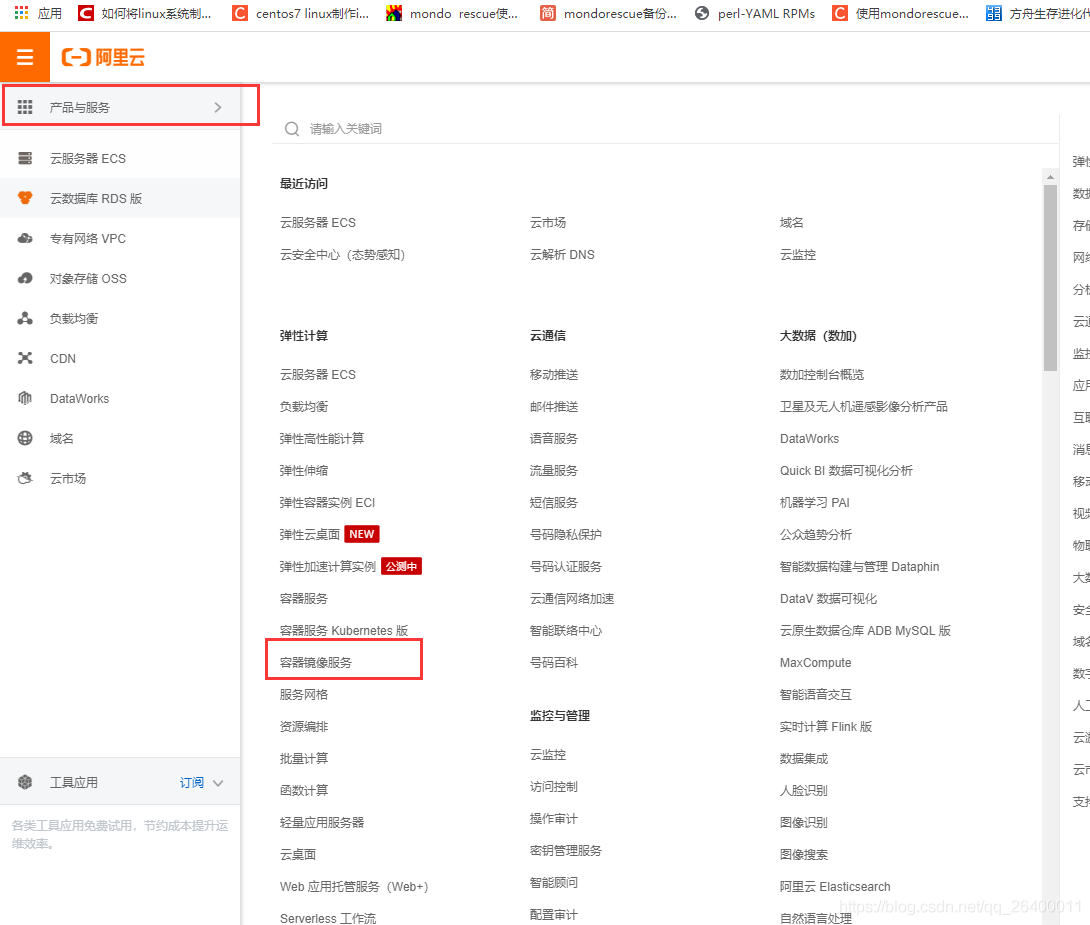 应用
如何将linux系统制...
centos7 linux制作i...
mondo rescue使...
简
mondorescue备份...
perl-YAML RPMs
使用mondorescue...
方舟生存进化代
阿里云
产品与服务
云服务器 ECS
云数据库 RDS 版
专有网络 VPC
对象存储 OSS
负载均衡
CDN
DataWorks
域名
云市场
工具应用
订阅
各类工具应用免费试用，节约成本提升运
维效率。
请输入关键词
最近访问
云服务器 ECS
云市场
域名
云安全中心（态势感知）
云解析 DNS
云监控
弹性计算
云服务器 ECS
负载均衡
弹性高性能计算
弹性伸缩
弹性容器实例 ECI
弹性云桌面 NEW
弹性加速计算实例 公测中
容器服务
容器服务 Kubernetes 版
容器镜像服务
服务网格
资源编排
批量计算
函数计算
轻量应用服务器
云桌面
Web 应用托管服务（Web+）
Serverless 工作流
云通信
移动推送
邮件推送
语音服务
流量服务
短信服务
号码隐私保护
号码认证服务
云通信网络加速
智能联络中心
号码百科
监控与管理
云监控
访问控制
操作审计
密钥管理服务
智能顾问
配置审计
大数据（数加）
数加控制台概览
卫星及无人机遥感影像分析产品
DataWorks
Quick BI 数据可视化分析
机器学习 PAI
公众趋势分析
智能数据构建与管理 Dataphin
DataV 数据可视化
云原生数据仓库 ADB MySQL 版
MaxCompute
智能语音交互
实时计算 Flink 版
数据集成
人脸识别
图像识别
图像搜索
阿里云 Elasticsearch
自然语言处理
弹性
数据
存储
网络
分析
云通
监控
应用
互联
消息
移动
视频
物联
大数
安全
域名
数字
人工
云游
云市
支持
https://blog.csdn.net/qq_26400011